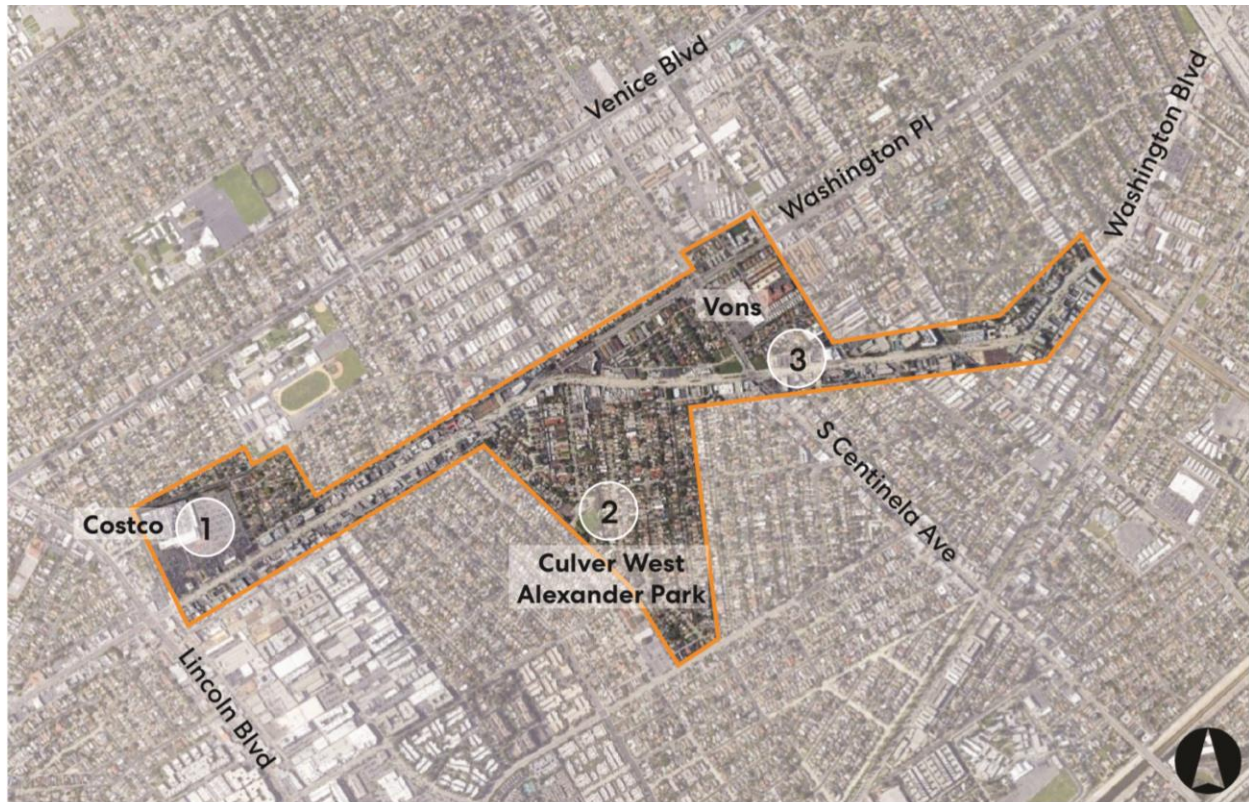 Venice Blvd
Washington Pl
Washington Blvd
Vons
3
S Centinela Ave
Costco
1
2
Culver West
Alexander Park
Lincoln Blvd